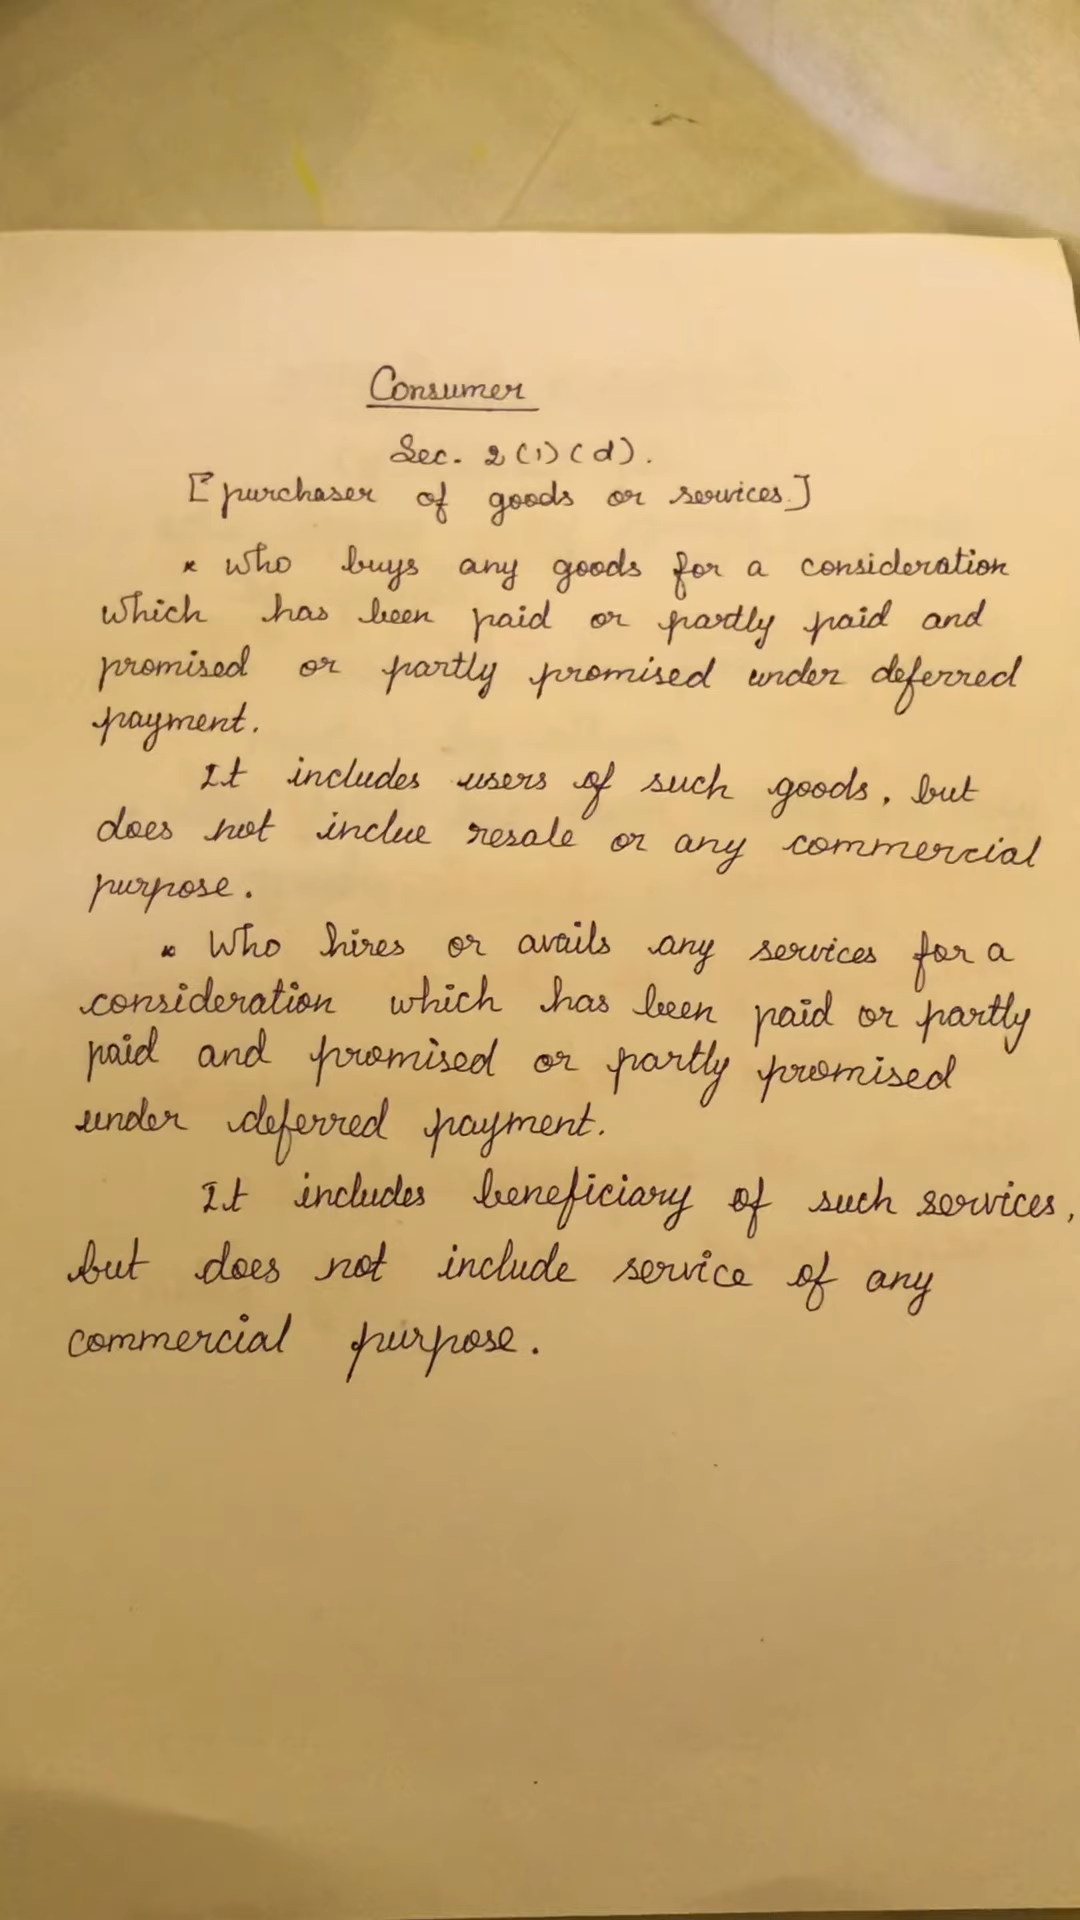 Consumer
Sec. 2(1)(d).
[purchaser of goods or services.]
* Who buys any goods for a consideration
which has been paid or partly paid and
promised or partly promised under deferred
payment.
It includes users of such goods, but
does not inclue resale or any commercial
purpose.
* Who hires or avails any services for a
consideration which has been paid or partly
paid and promised or partly promised
under deferred payment.
It includes beneficiary of such services,
but does not include service of any
commercial purpose.